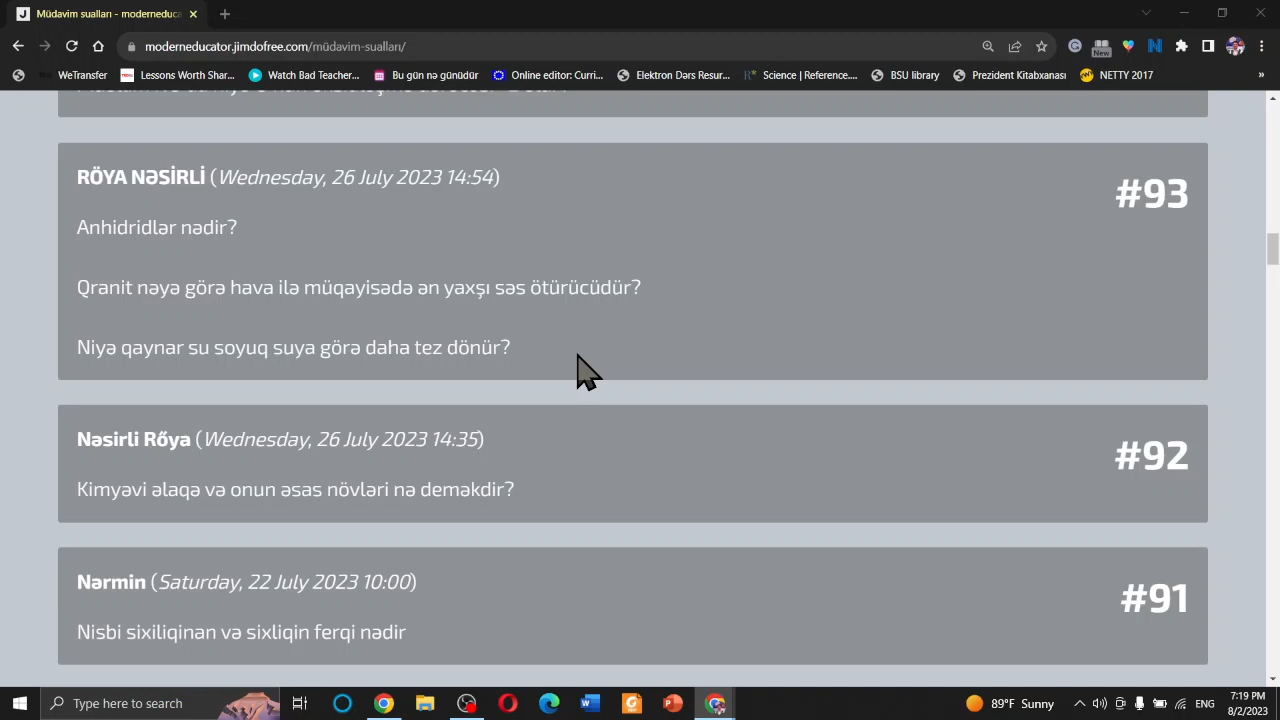 Müdavim sualları - moderneduca
moderneducator.jimdofree.com/müdavim-sualları/
New
WeTransfer
Lessons Worth Shar...
Watch Bad Teacher...
Bu gün nə günüdür
Online editor: Curri...
Elektron Dərs Resur...
Science | Reference....
BSU library
Prezident Kitabxanası
NETTY 2017
»
RÖYA NƏSİRLİ (Wednesday, 26 July 2023 14:54)
#93
Anhidridlər nədir?
Qranit nəyə görə hava ilə müqayisədə ən yaxşı səs ötürücüdür?
Niyə qaynar su soyuq suya görə daha tez dönür?
Nəsirli Rőya (Wednesday, 26 July 2023 14:35)
#92
Kimyəvi əlaqə və onun əsas növləri nə deməkdir?
Nərmin (Saturday, 22 July 2023 10:00)
#91
Nisbi sixiliqinan və sixliqin ferqi nədir
Type here to search
89°F Sunny
ENG
7:19 PM
8/2/2023